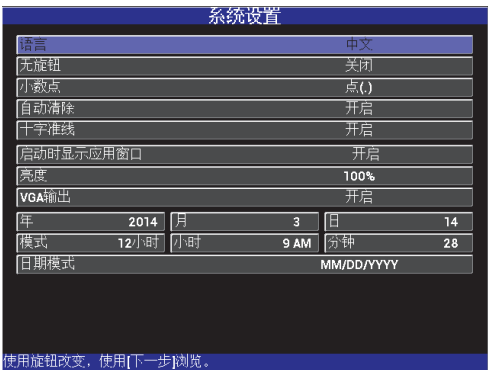 系统设置
语言 中文
无旋钮 关闭
小数点 点(.)
自动清除 开启
十字准线 开启
启动时显示应用窗口 开启
亮度 100%
VGA输出 开启
年 2014 月 3 日 14
模式 12小时 小时 9 AM 分钟 28
日期模式 MM/DD/YYYY
使用旋钮改变，使用[下一步]浏览。